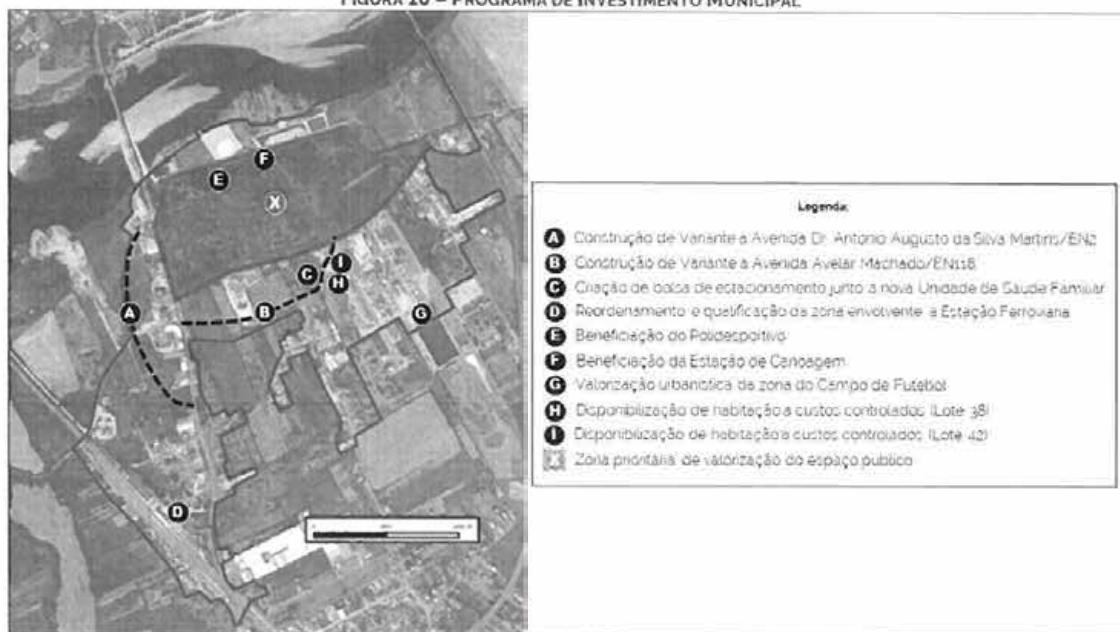 FIGURA 20 – PROGRAMA DE INVESTIMENTO MUNICIPAL
F
E
X
I
C
H
A
B
G
D
Legenda:
A Construção de Variante à Avenida Dr. António Augusto da Silva Martins/EN2
B Construção de Variante à Avenida Avelar Machado/EN118
C Criação de bolsa de estacionamento junto à nova Unidade de Saúde Familiar
D Reordenamento e qualificação da zona envolvente à Estação Ferroviária
E Beneficiação do Polidesportivo
F Beneficiação da Estação de Canoagem
G Valorização urbanística da zona do Campo de Futebol
H Disponibilização de habitação a custos controlados (Lote 38)
I Disponibilização de habitação a custos controlados (Lote 42)
X Zona prioritária de valorização do espaço público